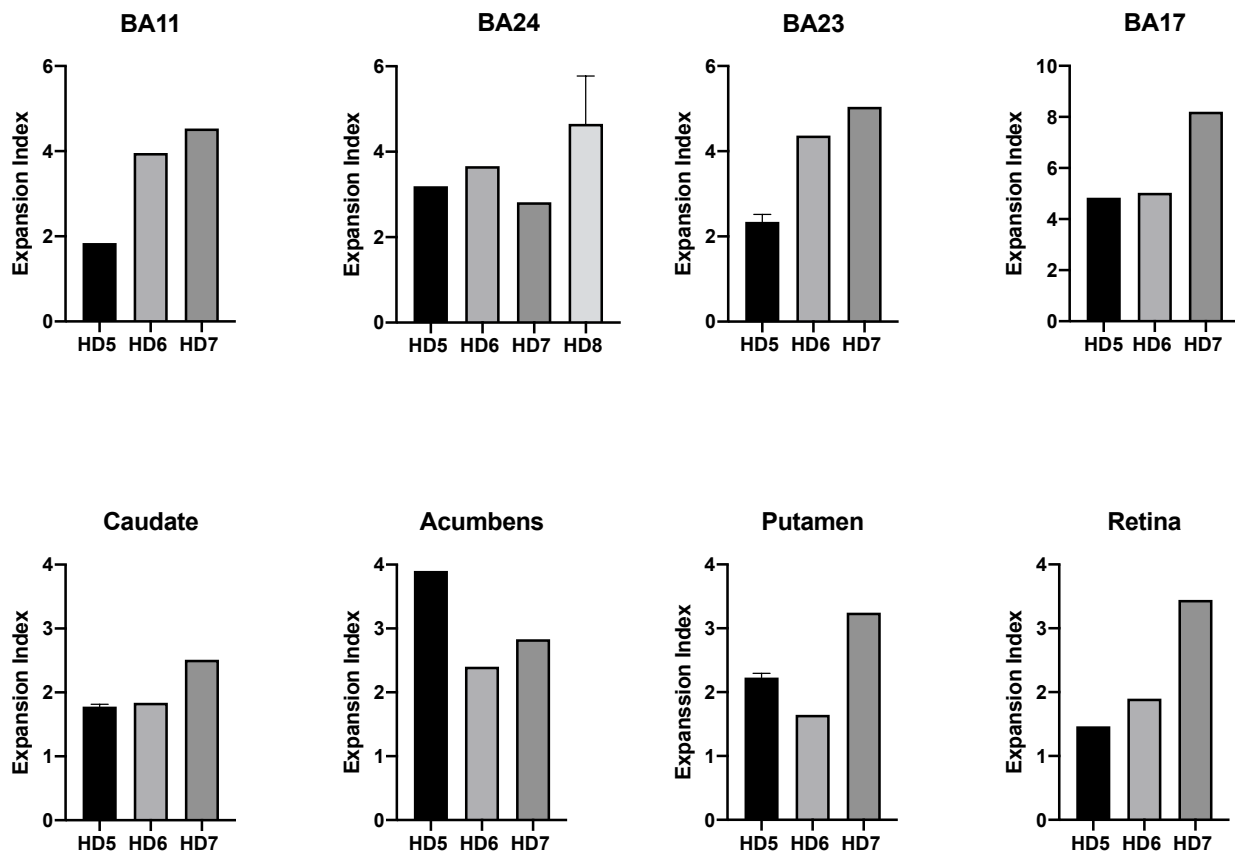 BA11
BA24
BA23
BA17
Expansion Index
6
4
2
0
HD5 HD6 HD7
Expansion Index
6
4
2
0
HD5 HD6 HD7 HD8
Expansion Index
6
4
2
0
HD5 HD6 HD7
Expansion Index
10
8
6
4
2
0
HD5 HD6 HD7
Caudate
Acumbens
Putamen
Retina
Expansion Index
4
3
2
1
0
HD5 HD6 HD7
Expansion Index
4
3
2
1
0
HD5 HD6 HD7
Expanssion Index
4
3
2
1
0
HD5 HD6 HD7
Expansion Index
4
3
2
1
0
HD5 HD6 HD7